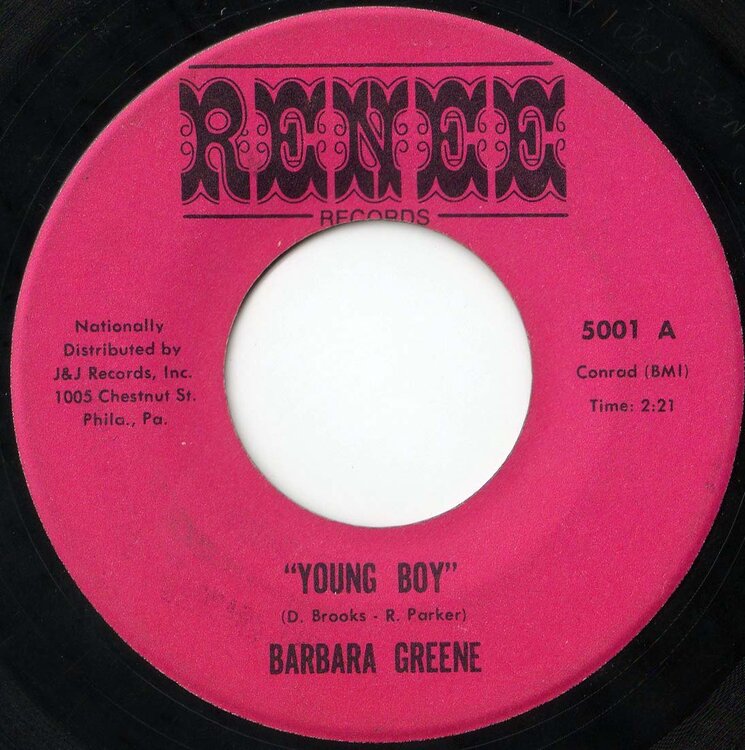 RENEE
RECORDS
Nationally
Distributed by
J&J Records, Inc.
1005 Chestnut St.
Phila., Pa.
5001 A
Conrad (BMI)
Time: 2:21
"YOUNG BOY"
(D. Brooks - R. Parker)
BARBARA GREENE